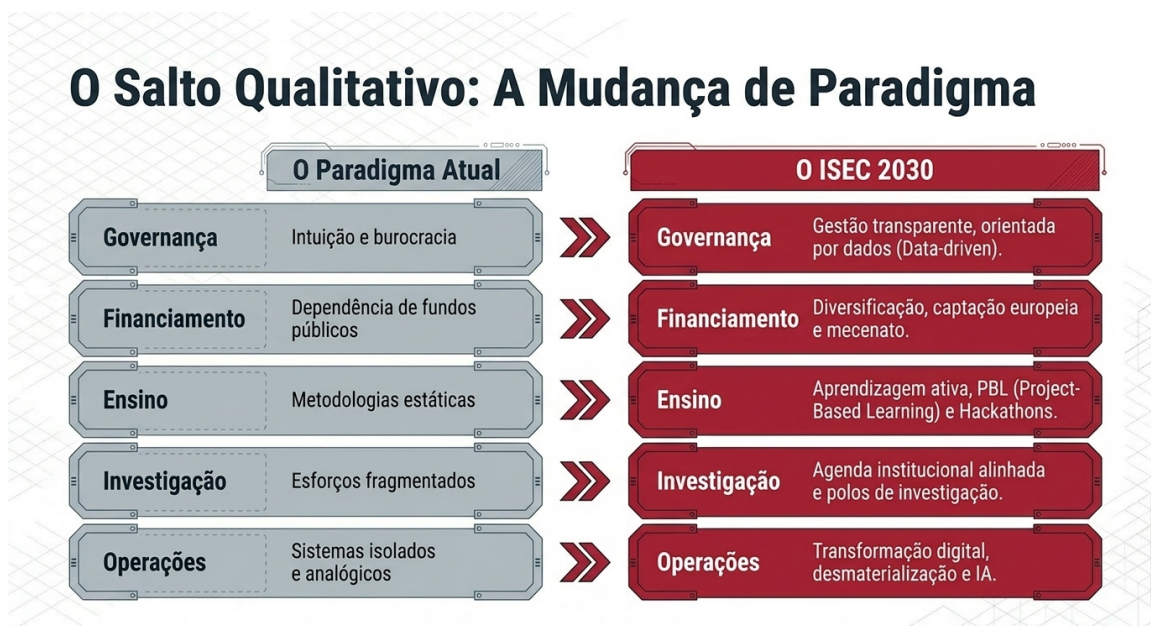 O Salto Qualitativo: A Mudança de Paradigma
O Paradigma Atual
O ISEC 2030
Governança
Intuição e burocracia
Governança
Gestão transparente, orientada
por dados (Data-driven).
Financiamento
Dependência de fundos
públicos
Financiamento
Diversificação, captação europeia
e mecenato.
Ensino
Metodologias estáticas
Ensino
Aprendizagem ativa, PBL (Project-
Based Learning) e Hackathons.
Investigação
Esforços fragmentados
Investigação
Agenda institucional alinhada
e polos de investigação.
Operações
Sistemas isolados
e analógicos
Operações
Transformação digital,
desmaterialização e IA.